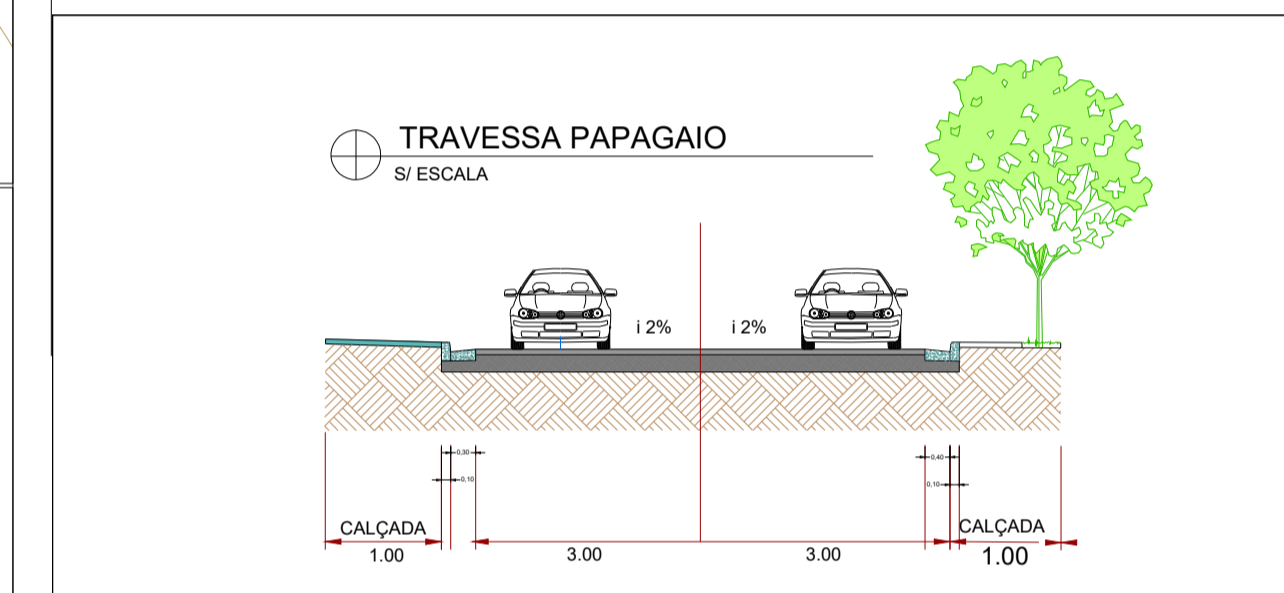 TRAVESSA PAPAGAIO
S/ ESCALA
i 2% i 2%
0,30 0,40
0,10 0,10
CALÇADA CALÇADA
1.00 3.00 3.00 1.00